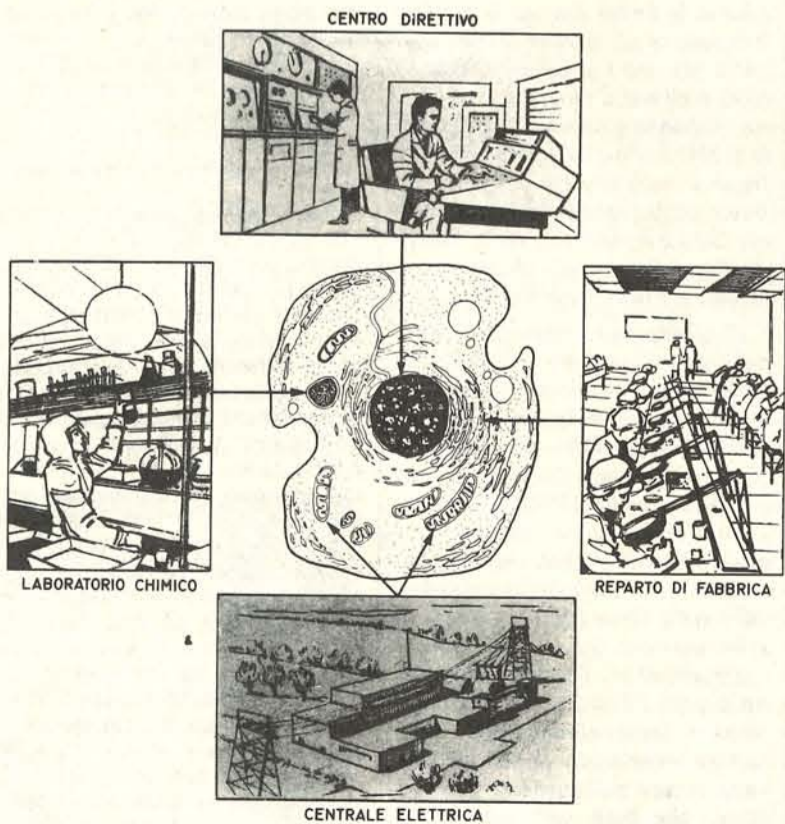 CENTRO DIRETTIVO
LABORATORIO CHIMICO
REPARTO DI FABBRICA
CENTRALE ELETTRICA